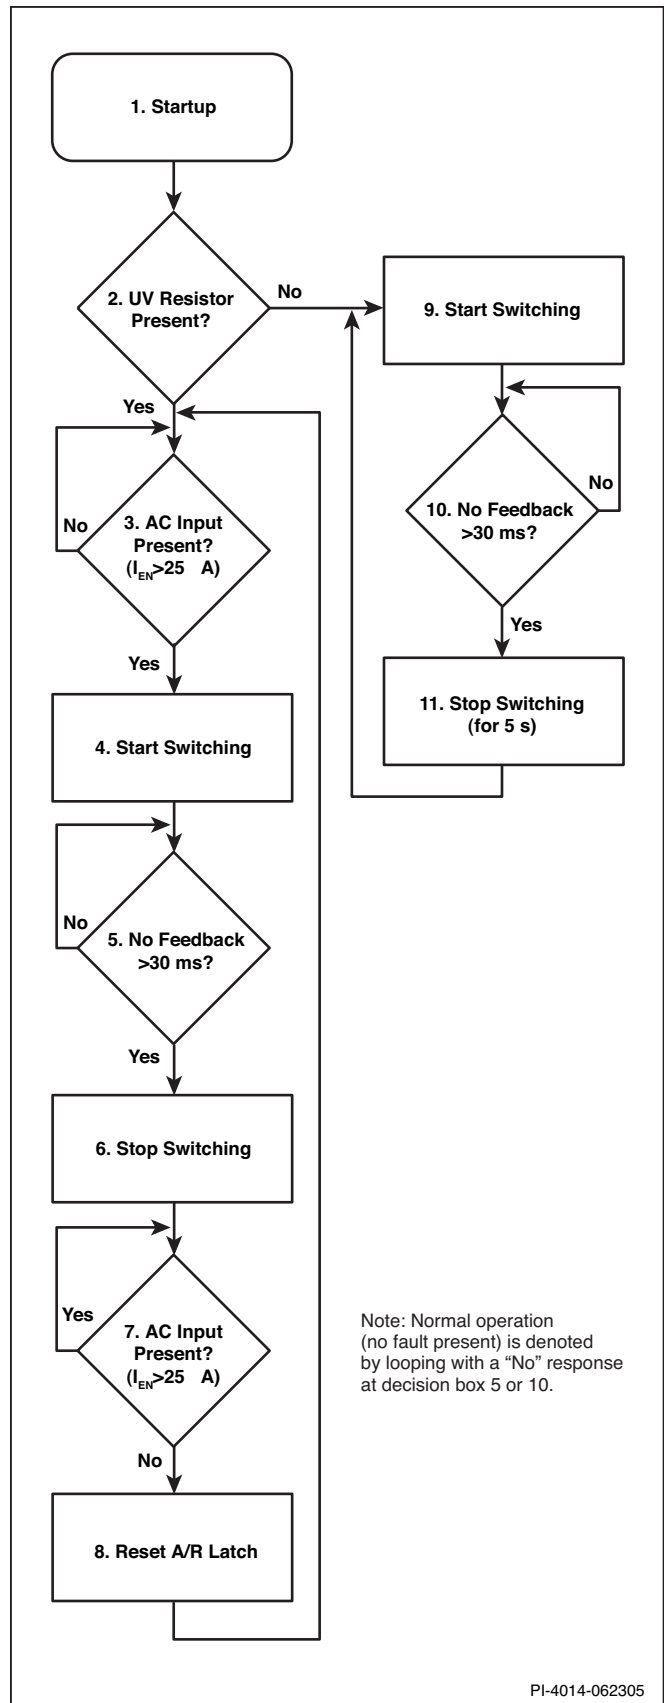 1. Startup
2. UV Resistor
Present?
No
Yes
9. Start Switching
No
3. AC Input
Present?
(I_EN>25 A)
Yes
10. No Feedback
>30 ms?
No
Yes
4. Start Switching
11. Stop Switching
(for 5 s)
No
5. No Feedback
>30 ms?
Yes
6. Stop Switching
Yes
7. AC Input
Present?
(I_EN>25 A)
No
8. Reset A/R Latch
Note: Normal operation
(no fault present) is denoted
by looping with a “No” response
at decision box 5 or 10.
PI-4014-062305